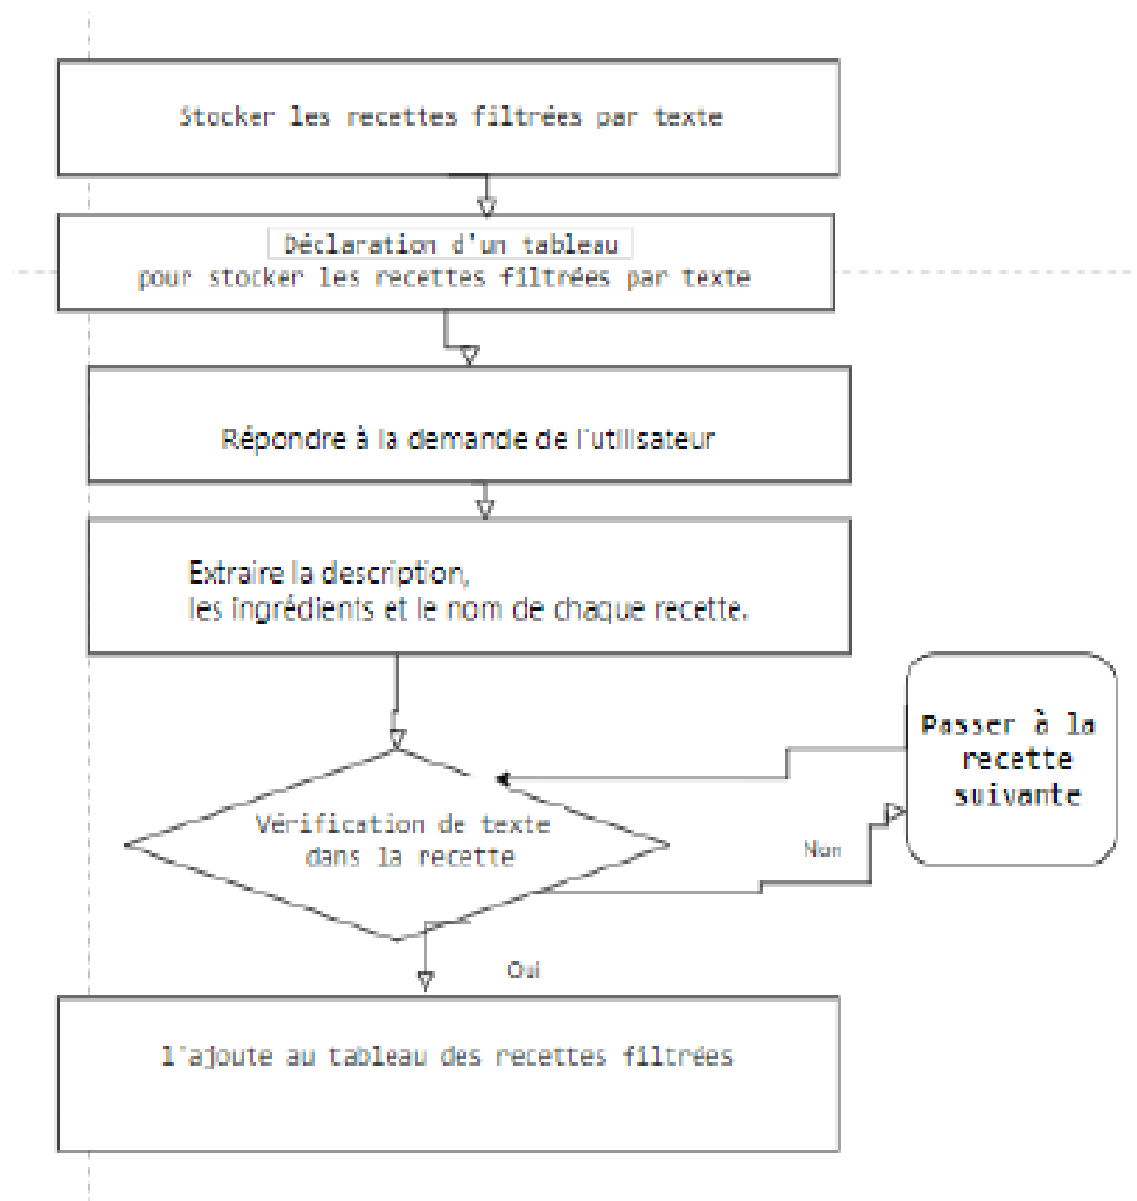 Stocker les recettes filtrées par texte
Déclaration d'un tableau
pour stocker les recettes filtrées par texte
Répondre à la demande de l'utilisateur
Extraire la description,
les ingrédients et le nom de chaque recette.
Passer à la
recette
suivante
Vérification de texte
dans la recette
Non
Oui
l'ajoute au tableau des recettes filtrées